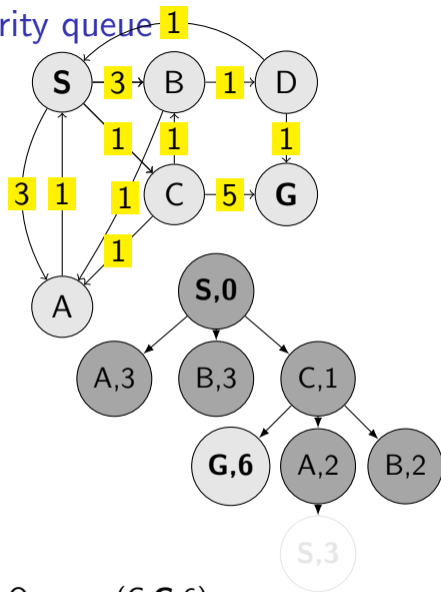 rity queue
1
S 3 B 1 D
1 1 1
3 1 1 C 5 G
1
A
S,0
A,3 B,3 C,1
G,6 A,2 B,2
S,3